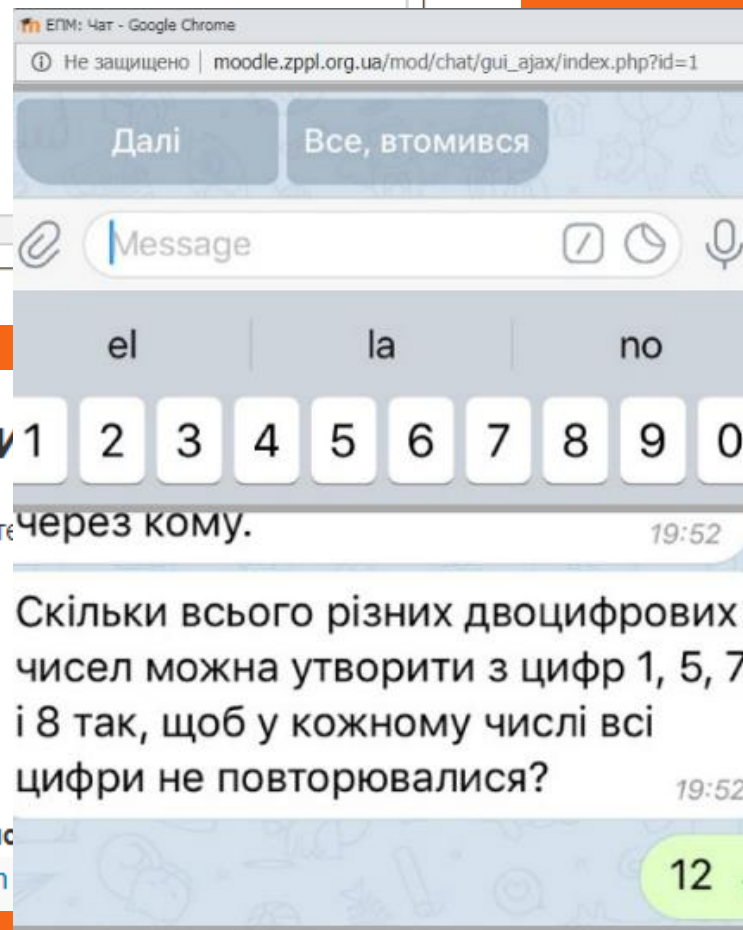 ЕПМ: Чат - Google Chrome
Не защищено | moodle.zppl.org.ua/mod/chat/gui_ajax/index.php?id=1
Далі Все, втомився
Message
el la no
1 2 3 4 5 6 7 8 9 0
через кому.
19:52
Скільки всього різних двоцифрових
чисел можна утворити з цифр 1, 5, 7
і 8 так, щоб у кожному числі всі
цифри не повторювалися?
19:52
12